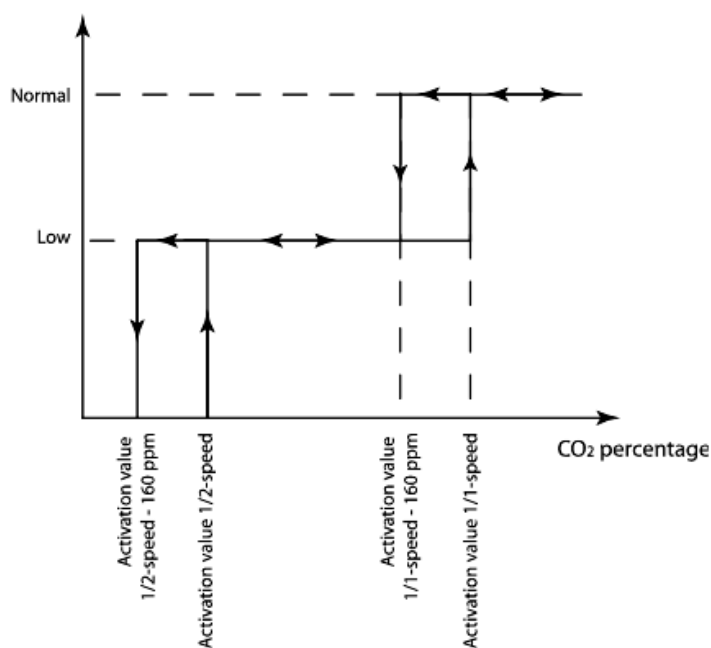 Normal
Low
CO₂ percentage
Activation value
1/2-speed - 160 ppm
Activation value 1/2-speed
Activation value
1/1-speed - 160 ppm
Activation value 1/1-speed